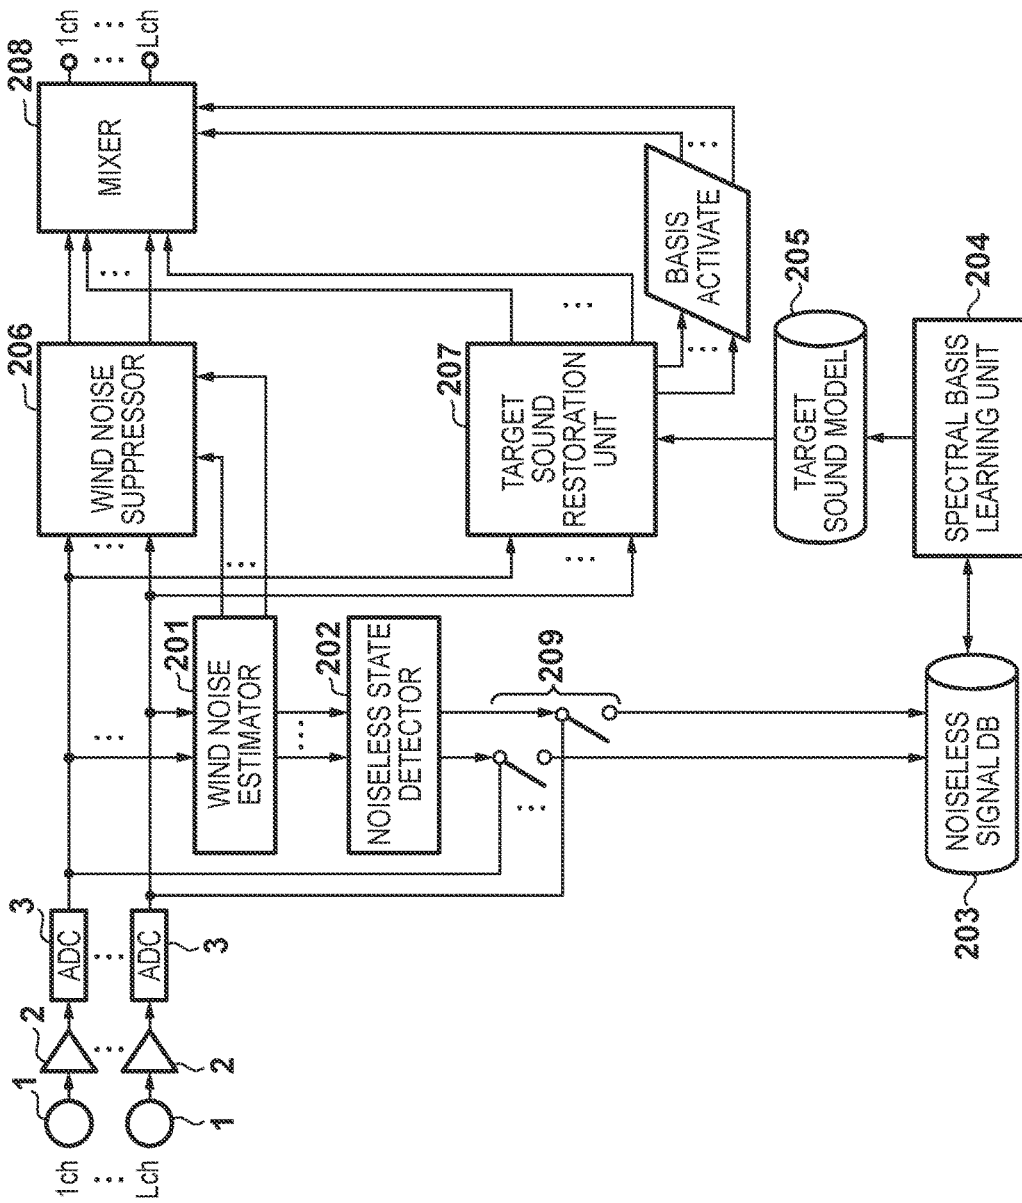 1ch
Lch
1
1
2
2
3
ADC
ADC
3
201
WIND NOISE
ESTIMATOR
202
NOISELESS STATE
DETECTOR
209
203
NOISELESS
SIGNAL DB
206
WIND NOISE
SUPPRESSOR
207
TARGET
SOUND
RESTORATION
UNIT
205
TARGET
SOUND MODEL
204
SPECTRAL BASIS
LEARNING UNIT
BASIS
ACTIVATE
208
MIXER
1ch
Lch